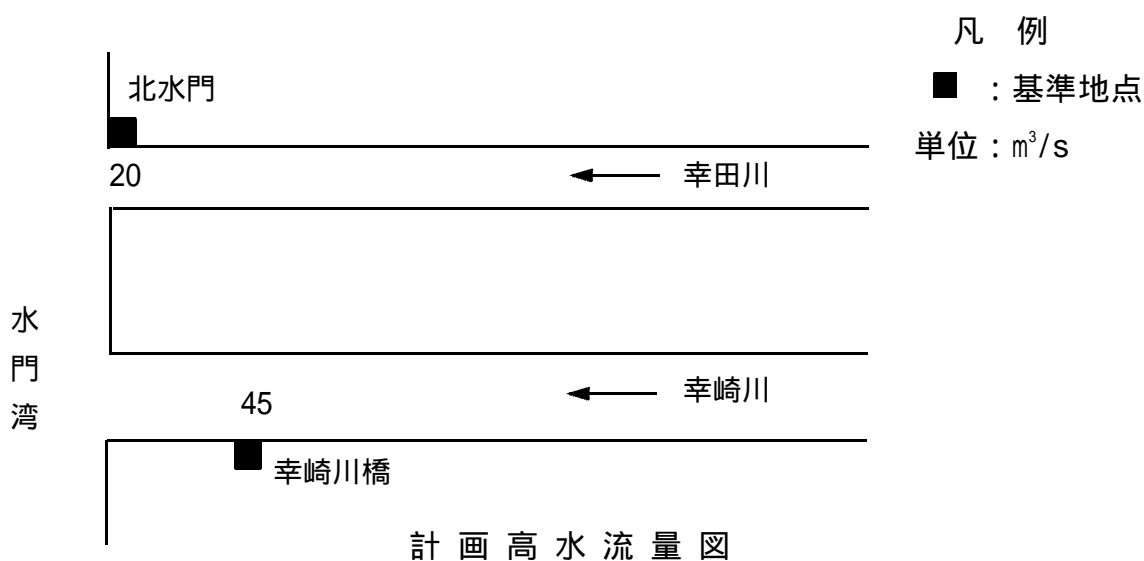 凡 例
■ : 基準地点
単位 : m³/s
北水門
20
幸田川
水門湾
45
幸崎川
幸崎川橋
計画高水流量図